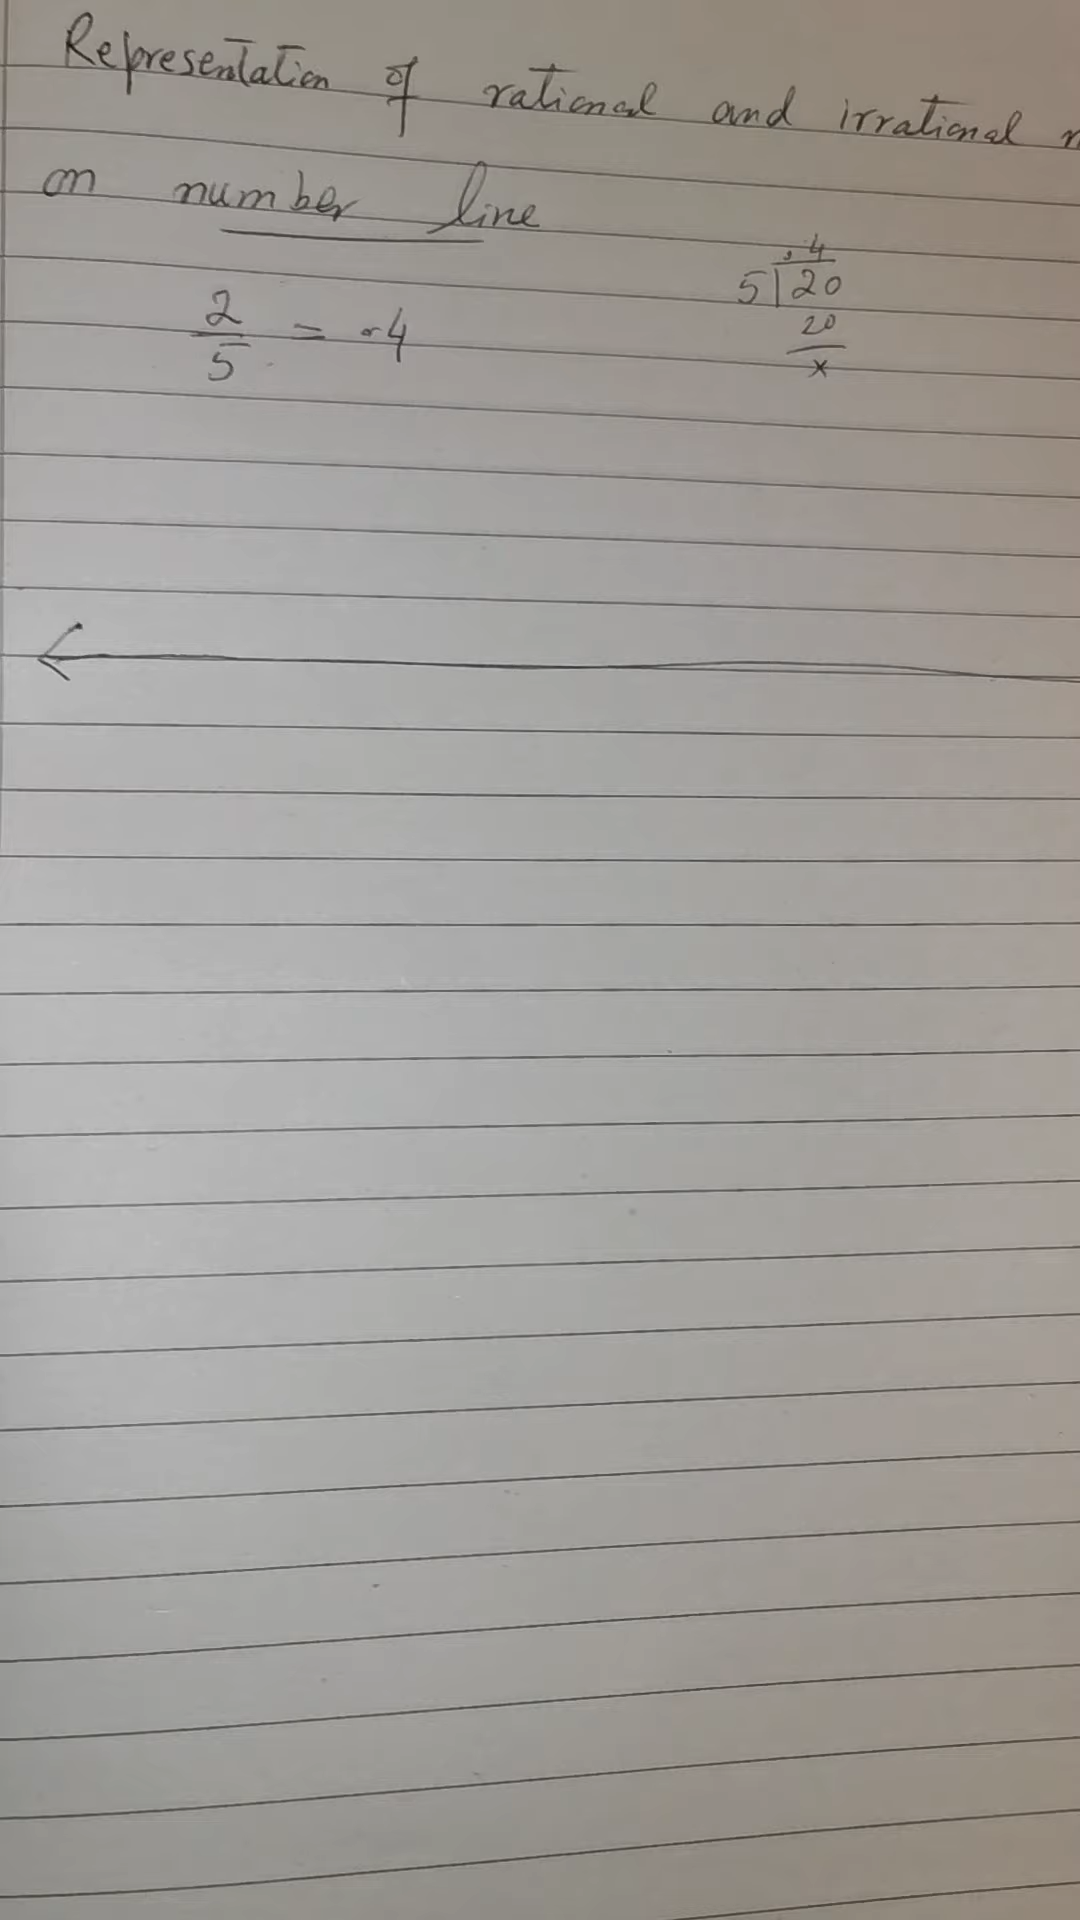 Representation of rational and irrational
on number line
.4
5 20
2/5 = .4
20
x